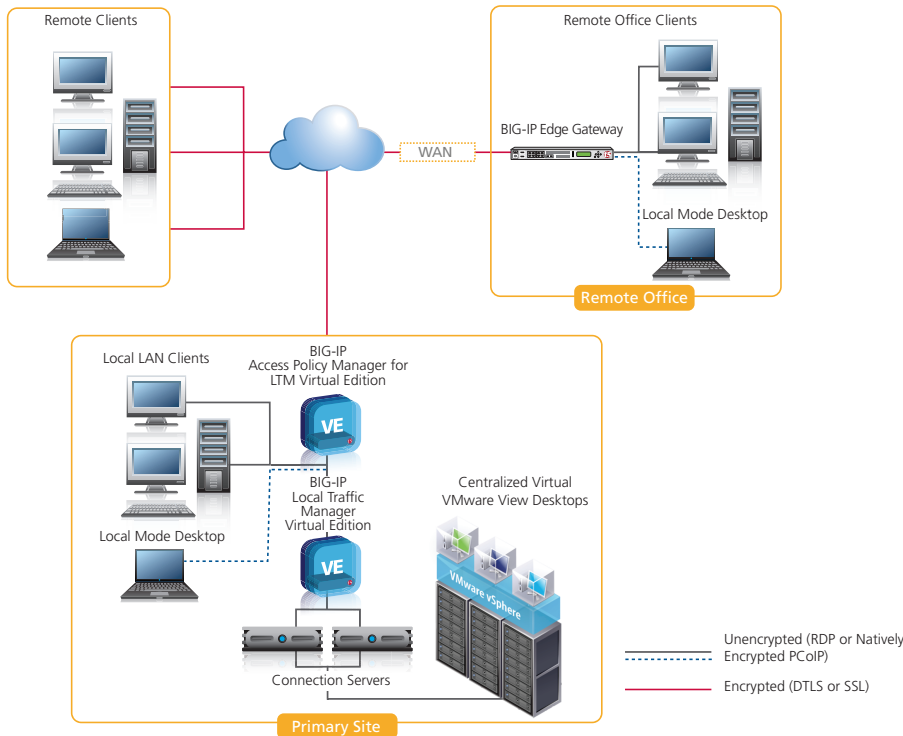 Remote Clients
Remote Office Clients
BIG-IP Edge Gateway
WAN
Local Mode Desktop
Remote Office
Local LAN Clients
BIG-IP
Access Policy Manager for
LTM Virtual Edition
VE
BIG-IP
Local Traffic
Manager
Virtual Edition
VE
Local Mode Desktop
Connection Servers
Centralized Virtual
VMware View Desktops
VMware vSphere
Primary Site
Unencrypted (RDP or Natively
Encrypted PCoIP)
Encrypted (DTLS or SSL)